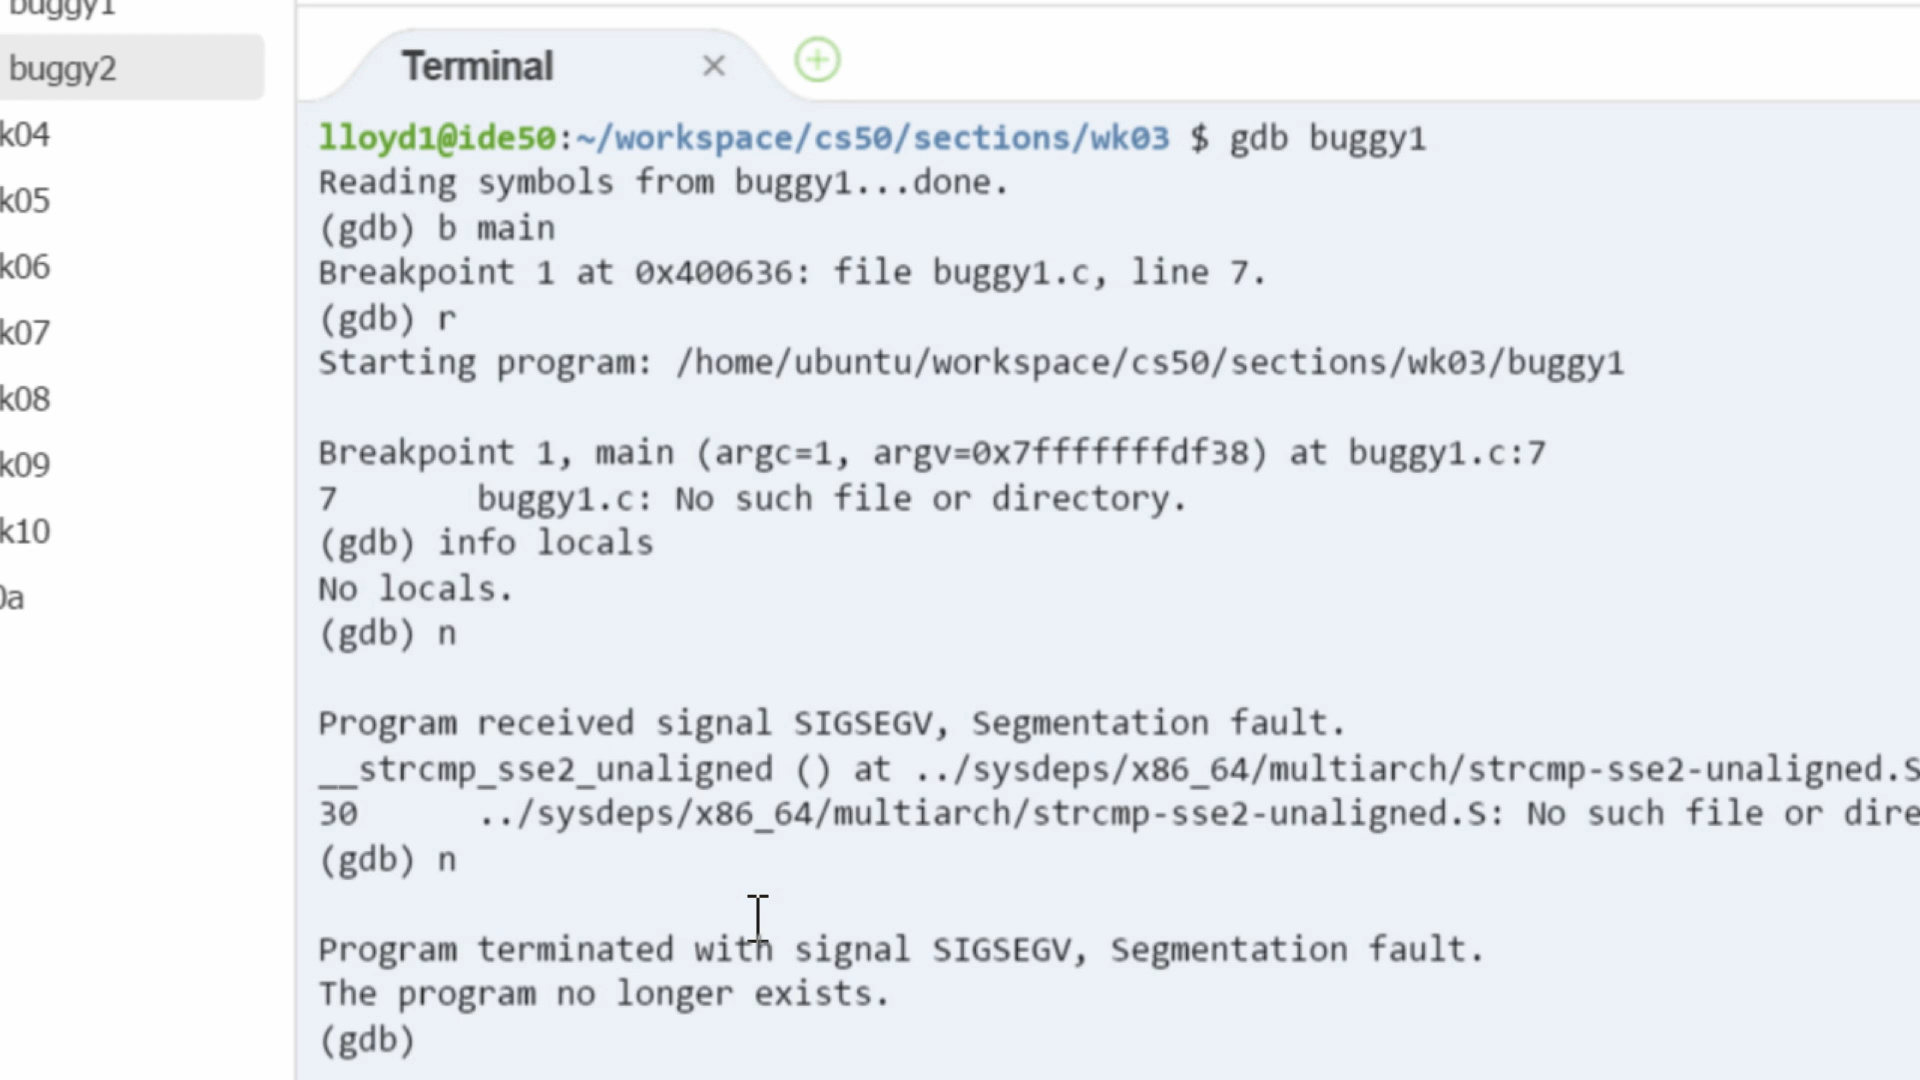 buggy1
buggy2
k04
k05
k06
k07
k08
k09
k10
0a
Terminal
lloyd1@ide50:~/workspace/cs50/sections/wk03 $ gdb buggy1
Reading symbols from buggy1...done.
(gdb) b main
Breakpoint 1 at 0x400636: file buggy1.c, line 7.
(gdb) r
Starting program: /home/ubuntu/workspace/cs50/sections/wk03/buggy1
Breakpoint 1, main (argc=1, argv=0x7fffffffdf38) at buggy1.c:7
7 buggy1.c: No such file or directory.
(gdb) info locals
No locals.
(gdb) n
Program received signal SIGSEGV, Segmentation fault.
__strcmp_sse2_unaligned () at ../sysdeps/x86_64/multiarch/strcmp-sse2-unaligned.S
30 ../sysdeps/x86_64/multiarch/strcmp-sse2-unaligned.S: No such file or dire
(gdb) n
Program terminated with signal SIGSEGV, Segmentation fault.
The program no longer exists.
(gdb)